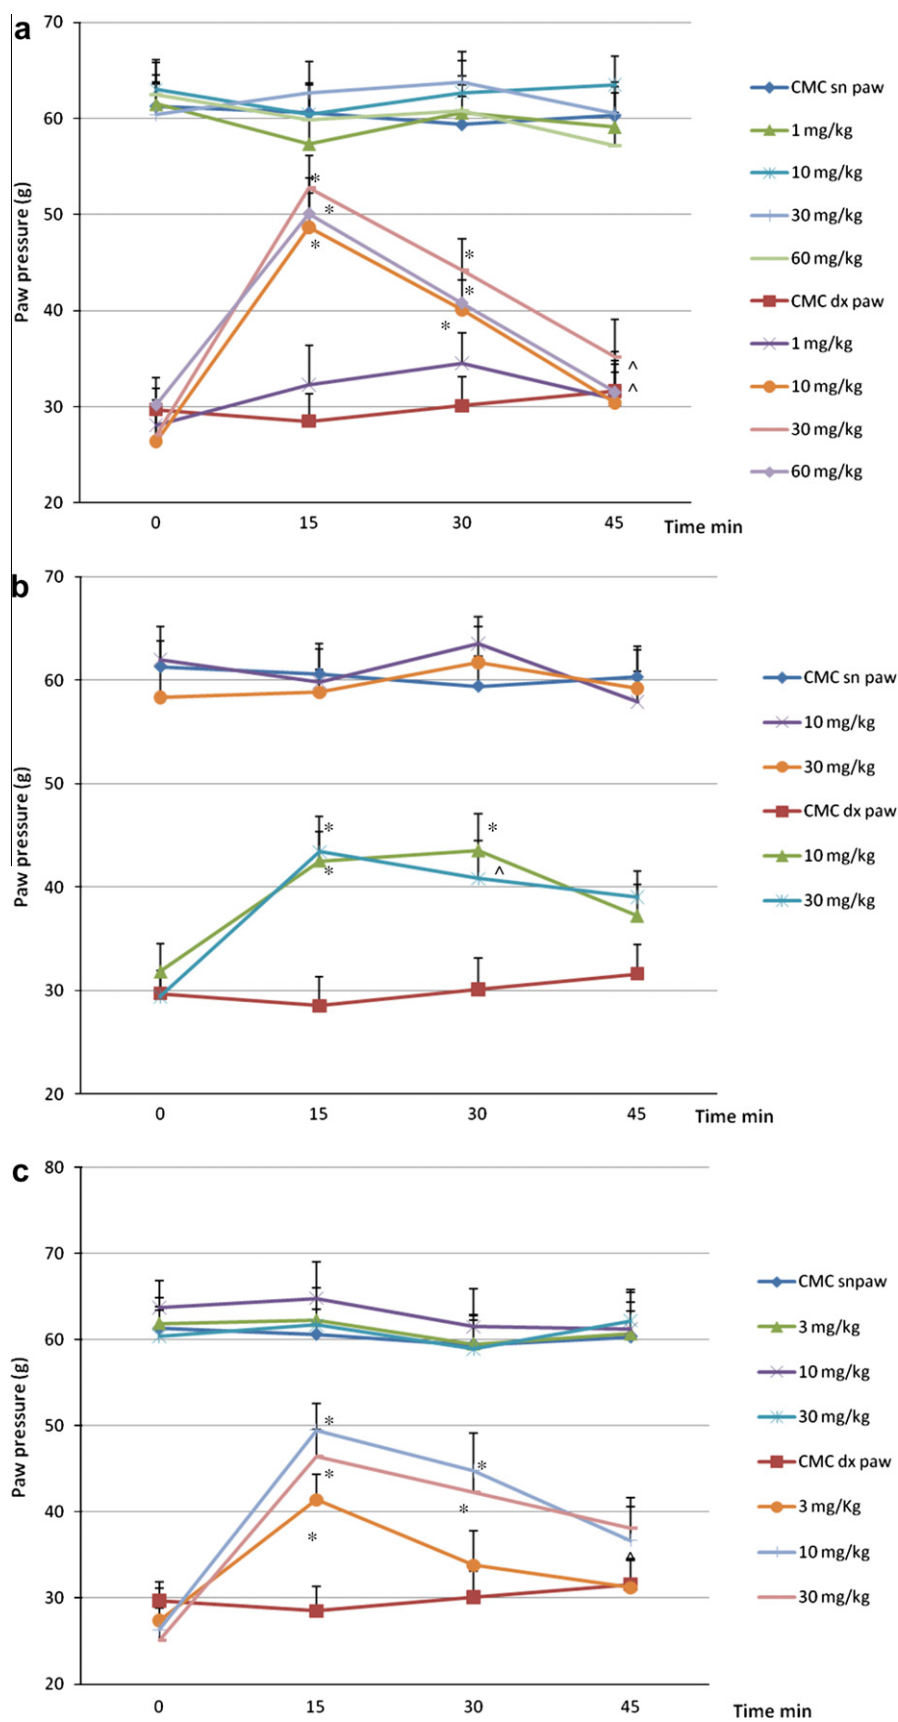 a
70
60
50
40
30
20
Paw pressure (g)
0 15 30 45
Time min
* * *
* * *
^ ^
CMC sn paw
1 mg/kg
10 mg/kg
30 mg/kg
60 mg/kg
CMC dx paw
1 mg/kg
10 mg/kg
30 mg/kg
60 mg/kg
b
70
60
50
40
30
20
Paw pressure (g)
0 15 30 45
Time min
* *
* ^
CMC sn paw
10 mg/kg
30 mg/kg
CMC dx paw
10 mg/kg
30 mg/kg
c
80
70
60
50
40
30
20
Paw pressure (g)
0 15 30 45
Time min
* * *
* *
^
CMC snpaw
3 mg/kg
10 mg/kg
30 mg/kg
CMC dx paw
3 mg/Kg
10 mg/kg
30 mg/kg